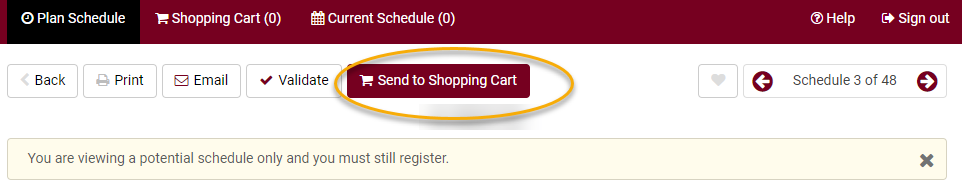 Plan Schedule Shopping Cart (0) Current Schedule (0) Help Sign out
Back Print Email Validate Send to Shopping Cart Schedule 3 of 48
You are viewing a potential schedule only and you must still register.